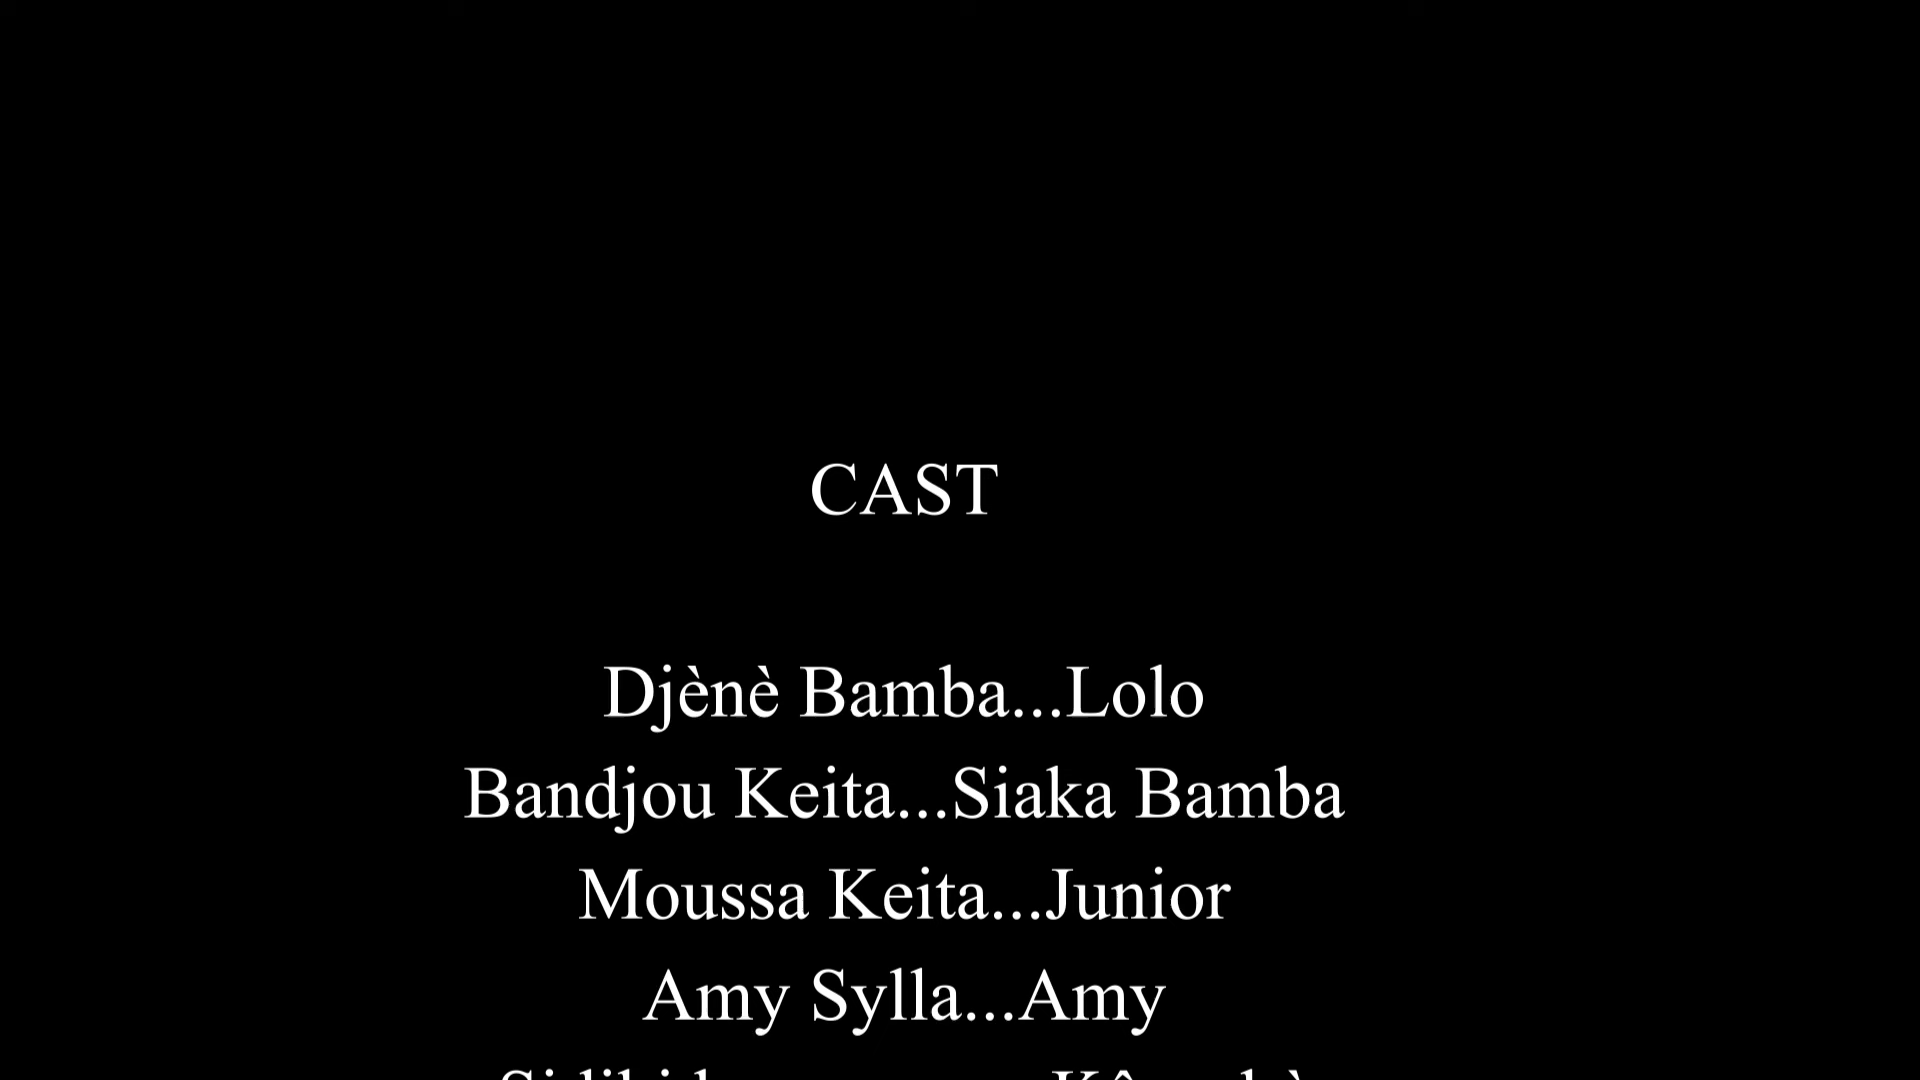 CAST
Djènè Bamba...Lolo
Bandjou Keita...Siaka Bamba
Moussa Keita...Junior
Amy Sylla...Amy